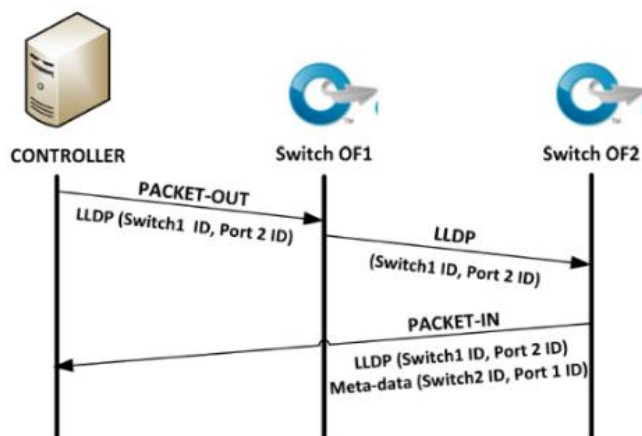 CONTROLLER
Switch OF1
Switch OF2
PACKET-OUT
LLDP (Switch1 ID, Port 2 ID)
LLDP
(Switch1 ID, Port 2 ID)
PACKET-IN
LLDP (Switch1 ID, Port 2 ID)
Meta-data (Switch2 ID, Port 1 ID)